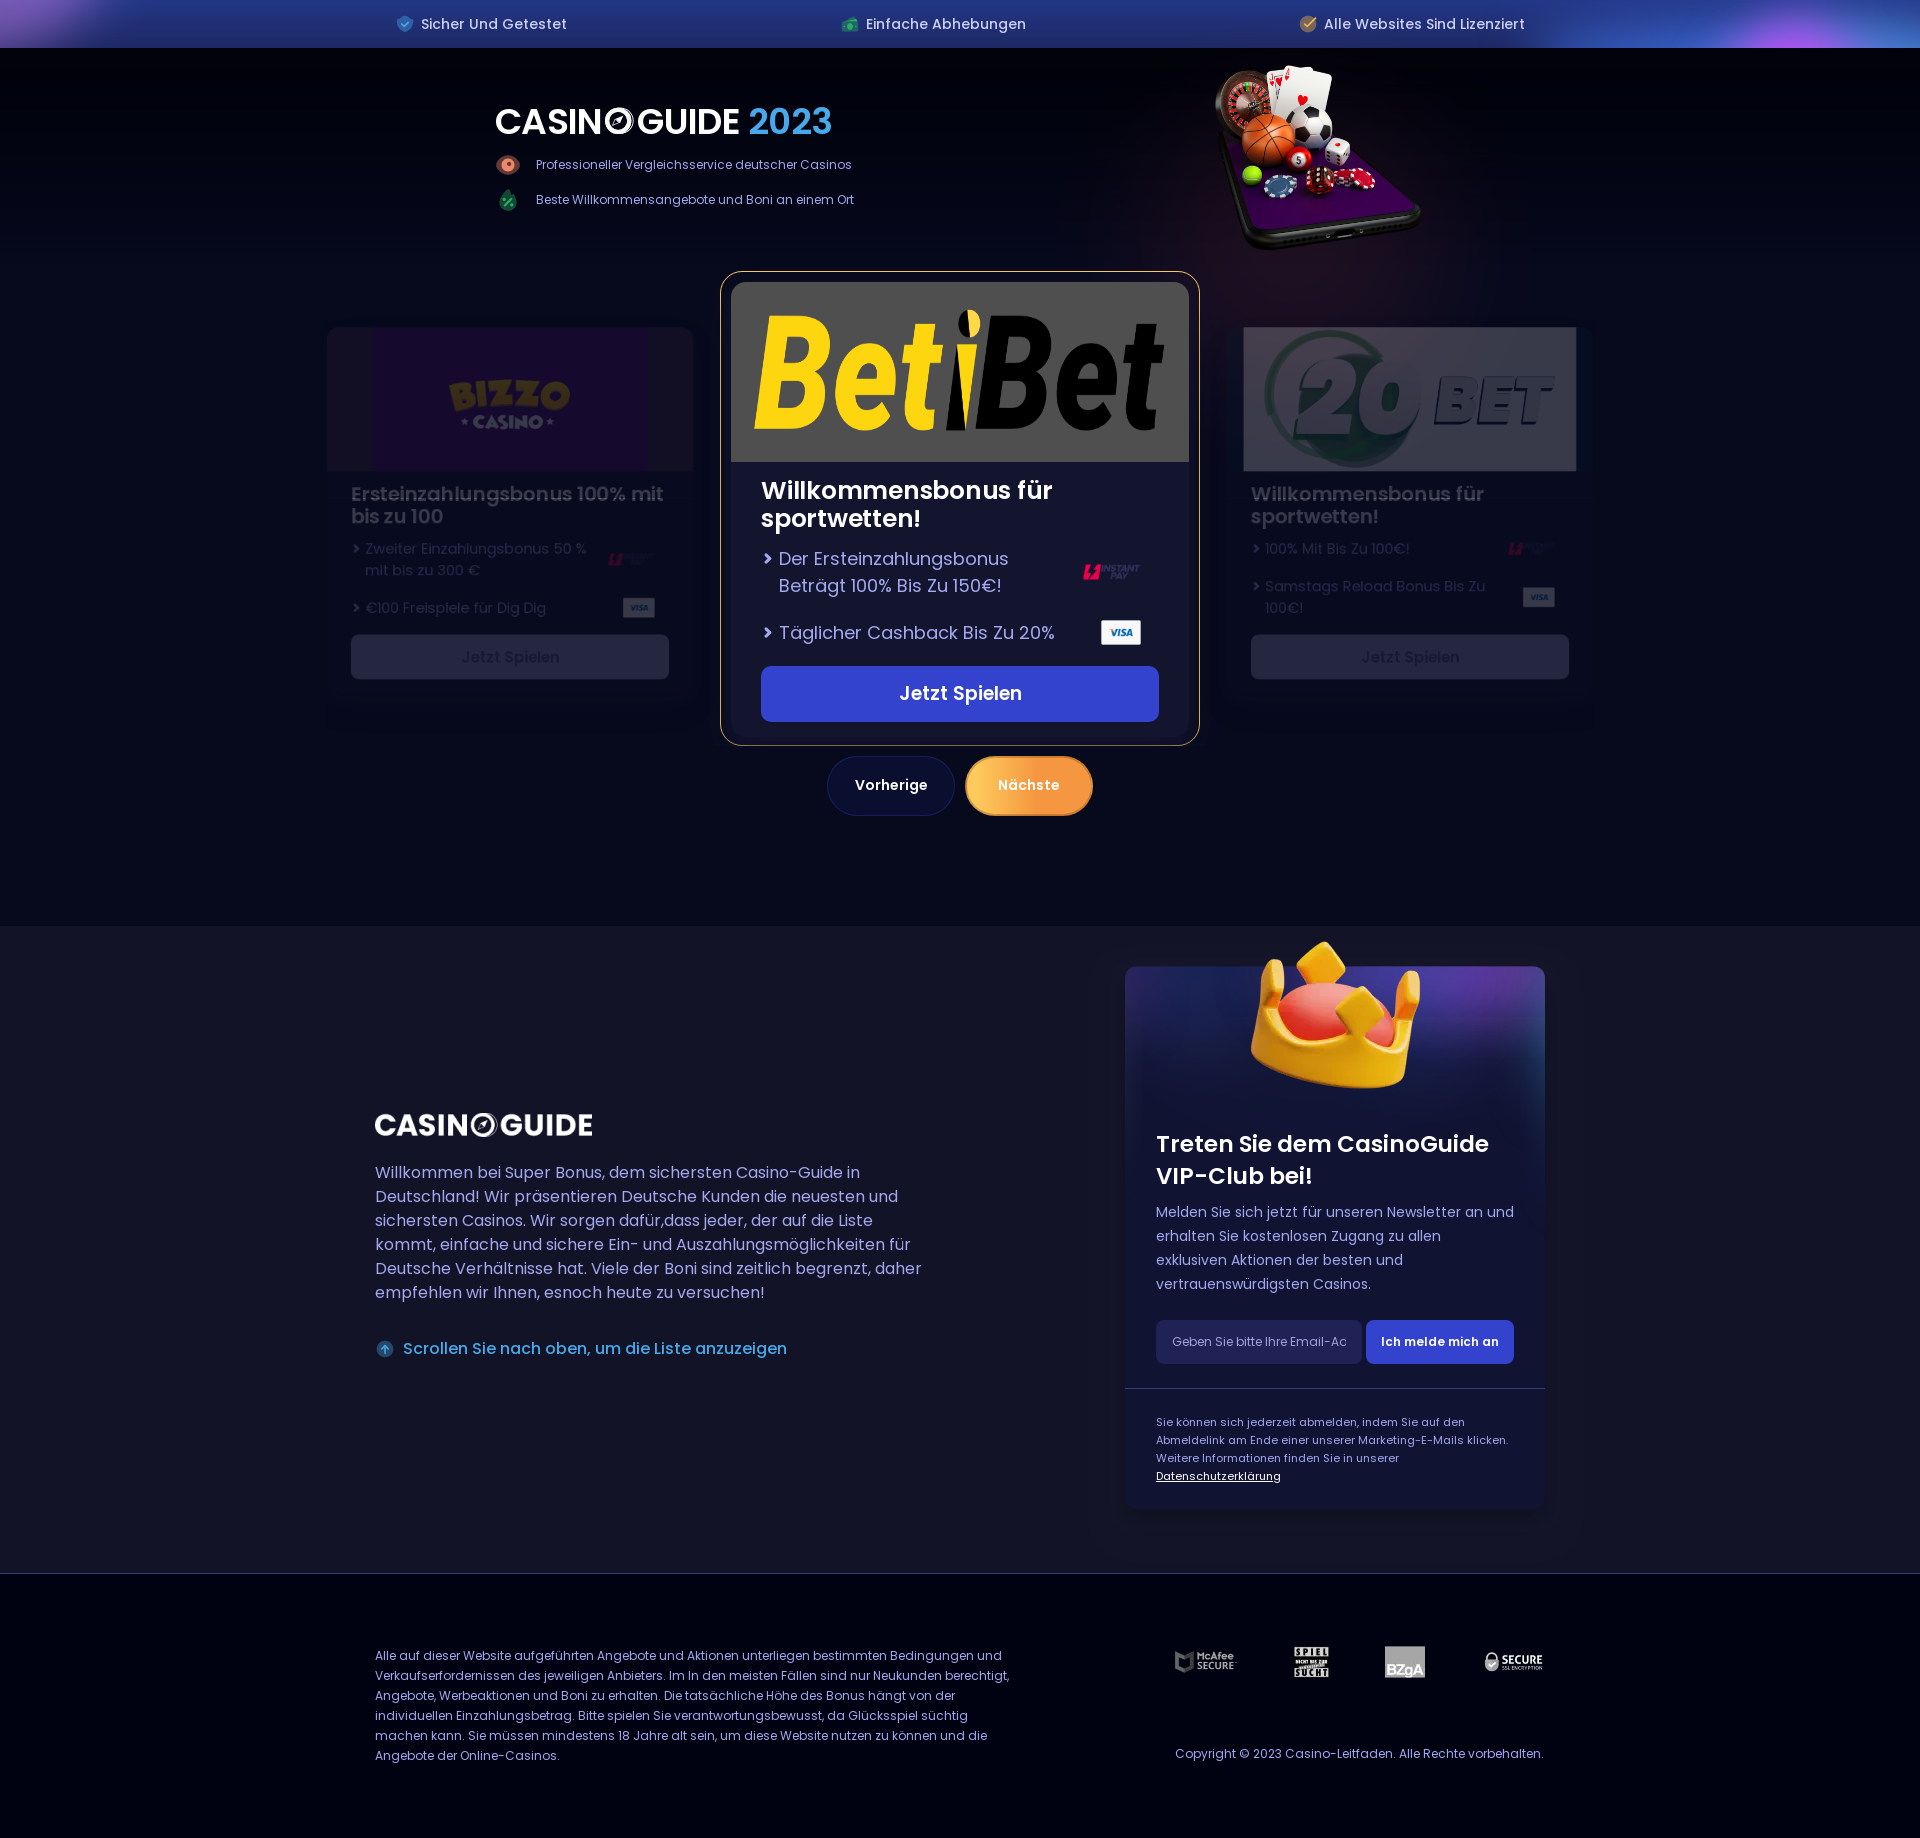 Sicher Und Getestet
Einfache Abhebungen
Alle Websites Sind Lizenziert
CASINOGUIDE 2023
Professioneller Vergleichsservice deutscher Casinos
Beste Willkommensangebote und Boni an einem Ort
5
BIZZO
CASINO
Ersteinzahlungsbonus 100% mit
bis zu 100
Zweiter Einzahlungsbonus 50 %
mit bis zu 300 €
INSTANT
PAY
€100 Freispiele für Dig Dig
VISA
Jetzt Spielen
BetiBet
Willkommensbonus für
sportwetten!
Der Ersteinzahlungsbonus
Beträgt 100% Bis Zu 150€!
INSTANT
PAY
Täglicher Cashback Bis Zu 20%
VISA
Jetzt Spielen
20BET
Willkommensbonus für
sportwetten!
100% Mit Bis Zu 100€!
INSTANT
PAY
Samstags Reload Bonus Bis Zu
100€!
VISA
Jetzt Spielen
Vorherige
Nächste
CASINOGUIDE
Willkommen bei Super Bonus, dem sichersten Casino-Guide in
Deutschland! Wir präsentieren Deutsche Kunden die neuesten und
sichersten Casinos. Wir sorgen dafür,dass jeder, der auf die Liste
kommt, einfache und sichere Ein- und Auszahlungsmöglichkeiten für
Deutsche Verhältnisse hat. Viele der Boni sind zeitlich begrenzt, daher
empfehlen wir Ihnen, esnoch heute zu versuchen!
Scrollen Sie nach oben, um die Liste anzuzeigen
Treten Sie dem CasinoGuide
VIP-Club bei!
Melden Sie sich jetzt für unseren Newsletter an und
erhalten Sie kostenlosen Zugang zu allen
exklusiven Aktionen der besten und
vertrauenswürdigsten Casinos.
Geben Sie bitte Ihre Email-Ac
Ich melde mich an
Sie können sich jederzeit abmelden, indem Sie auf den
Abmeldelink am Ende einer unserer Marketing-E-Mails klicken.
Weitere Informationen finden Sie in unserer
Datenschutzerklärung
Alle auf dieser Website aufgeführten Angebote und Aktionen unterliegen bestimmten Bedingungen und
Verkaufserfordernissen des jeweiligen Anbieters. Im In den meisten Fällen sind nur Neukunden berechtigt,
Angebote, Werbeaktionen und Boni zu erhalten. Die tatsächliche Höhe des Bonus hängt von der
individuellen Einzahlungsbetrag. Bitte spielen Sie verantwortungsbewusst, da Glücksspiel süchtig
machen kann. Sie müssen mindestens 18 Jahre alt sein, um diese Website nutzen zu können und die
Angebote der Online-Casinos.
McAfee
SECURE
SPIEL
NICHT BIS ZUR
SUCHT
BZgA
SECURE
SSL ENCRYPTION
Copyright © 2023 Casino-Leitfaden. Alle Rechte vorbehalten.